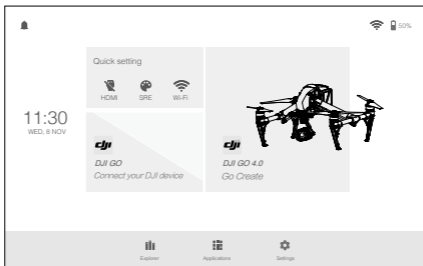 50%
Quick setting
HDMI SRE Wi-Fi
11:30
WED, 8 NOV
dji
DJI GO
Connect your DJI device
dji
DJI GO 4.0
Go Create
Explorer Applications Settings